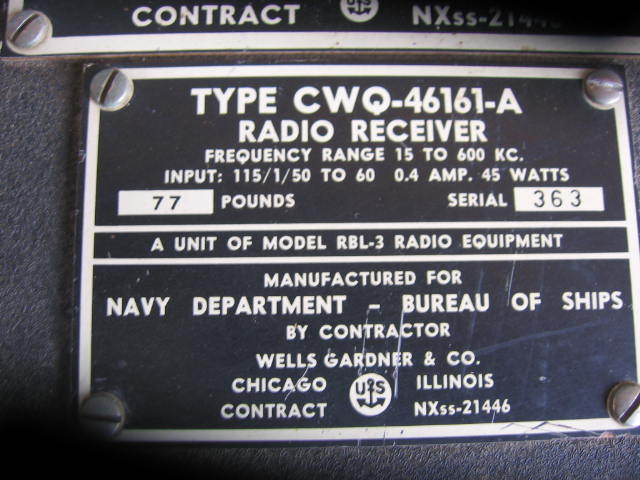 CONTRACT U S NXss-21446
TYPE CWQ-46161-A
RADIO RECEIVER
FREQUENCY RANGE 15 TO 600 KC.
INPUT: 115/1/50 TO 60 0.4 AMP. 45 WATTS
77 POUNDS SERIAL 363
A UNIT OF MODEL RBL-3 RADIO EQUIPMENT
MANUFACTURED FOR
NAVY DEPARTMENT - BUREAU OF SHIPS
BY CONTRACTOR
WELLS GARDNER & CO.
CHICAGO U S ILLINOIS
CONTRACT NXss-21446